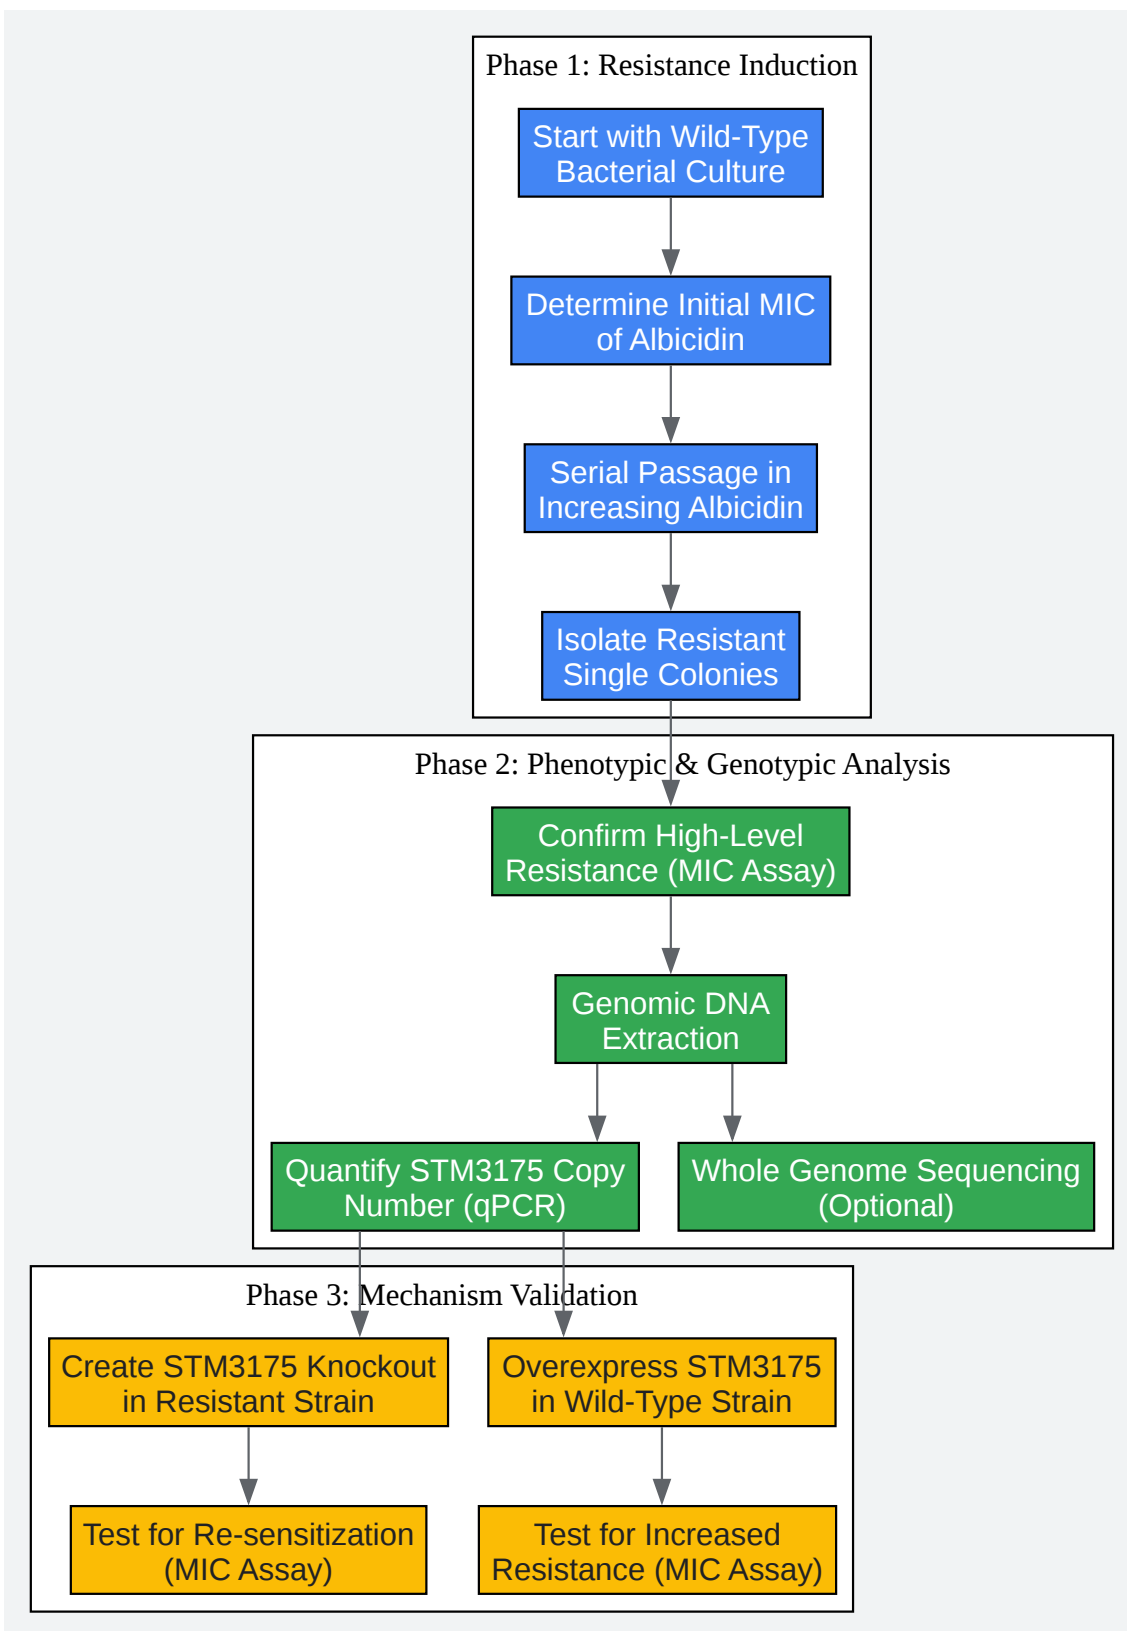 Phase 1: Resistance Induction
Start with Wild-Type
Bacterial Culture
Determine Initial MIC
of Albicidin
Serial Passage in
Increasing Albicidin
Isolate Resistant
Single Colonies
Phase 2: Phenotypic & Genotypic Analysis
Confirm High-Level
Resistance (MIC Assay)
Genomic DNA
Extraction
Quantify STM3175 Copy
Number (qPCR)
Whole Genome Sequencing
(Optional)
Phase 3: Mechanism Validation
Create STM3175 Knockout
in Resistant Strain
Overexpress STM3175
in Wild-Type Strain
Test for Re-sensitization
(MIC Assay)
Test for Increased
Resistance (MIC Assay)